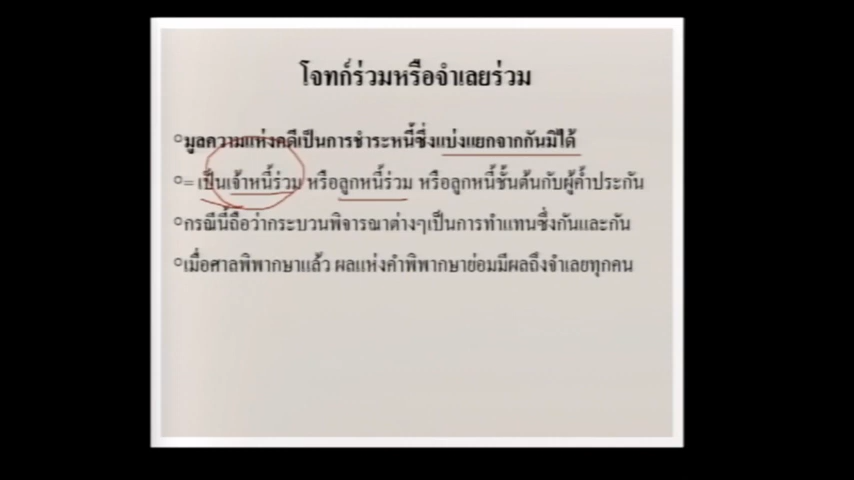 โจทก์ร่วมหรือจำเลยร่วม
○มูลความแห่งคดีเป็นการชำระหนี้ซึ่งแบ่งแยกจากกันมิได้
○= เป็นเจ้าหนี้ร่วม หรือลูกหนี้ร่วม หรือลูกหนี้ชั้นต้นกับผู้ค้ำประกัน
○กรณีนี้ถือว่ากระบวนพิจารณาต่างๆเป็นการทำแทนซึ่งกันและกัน
○เมื่อศาลพิพากษาแล้ว ผลแห่งคำพิพากษาย่อมมีผลถึงจำเลยทุกคน